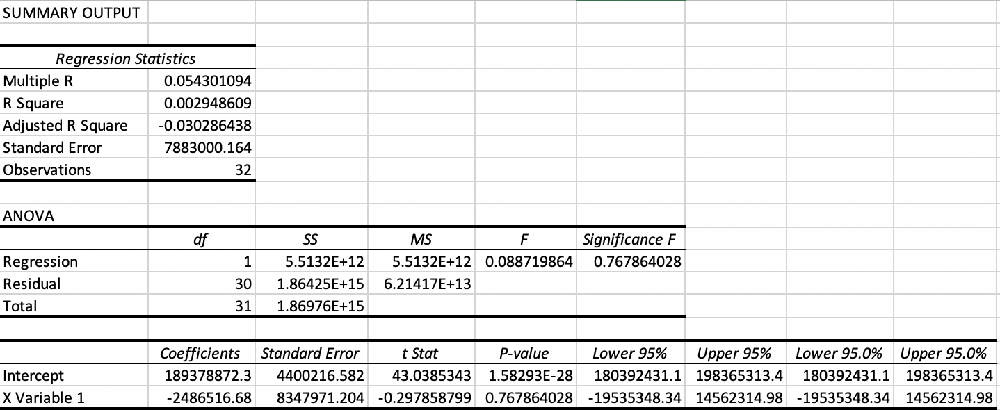 SUMMARY OUTPUT
Regression Statistics
Multiple R 0.054301094
R Square 0.002948609
Adjusted R Square -0.030286438
Standard Error 7883000.164
Observations 32
ANOVA
df SS MS F Significance F
Regression 1 5.5132E+12 5.5132E+12 0.088719864 0.767864028
Residual 30 1.86425E+15 6.21417E+13
Total 31 1.86976E+15
Coefficients Standard Error t Stat P-value Lower 95% Upper 95% Lower 95.0% Upper 95.0%
Intercept 189378872.3 4400216.582 43.0385343 1.58293E-28 180392431.1 198365313.4 180392431.1 198365313.4
X Variable 1 -2486516.68 8347971.204 -0.297858799 0.767864028 -19535348.34 14562314.98 -19535348.34 14562314.98